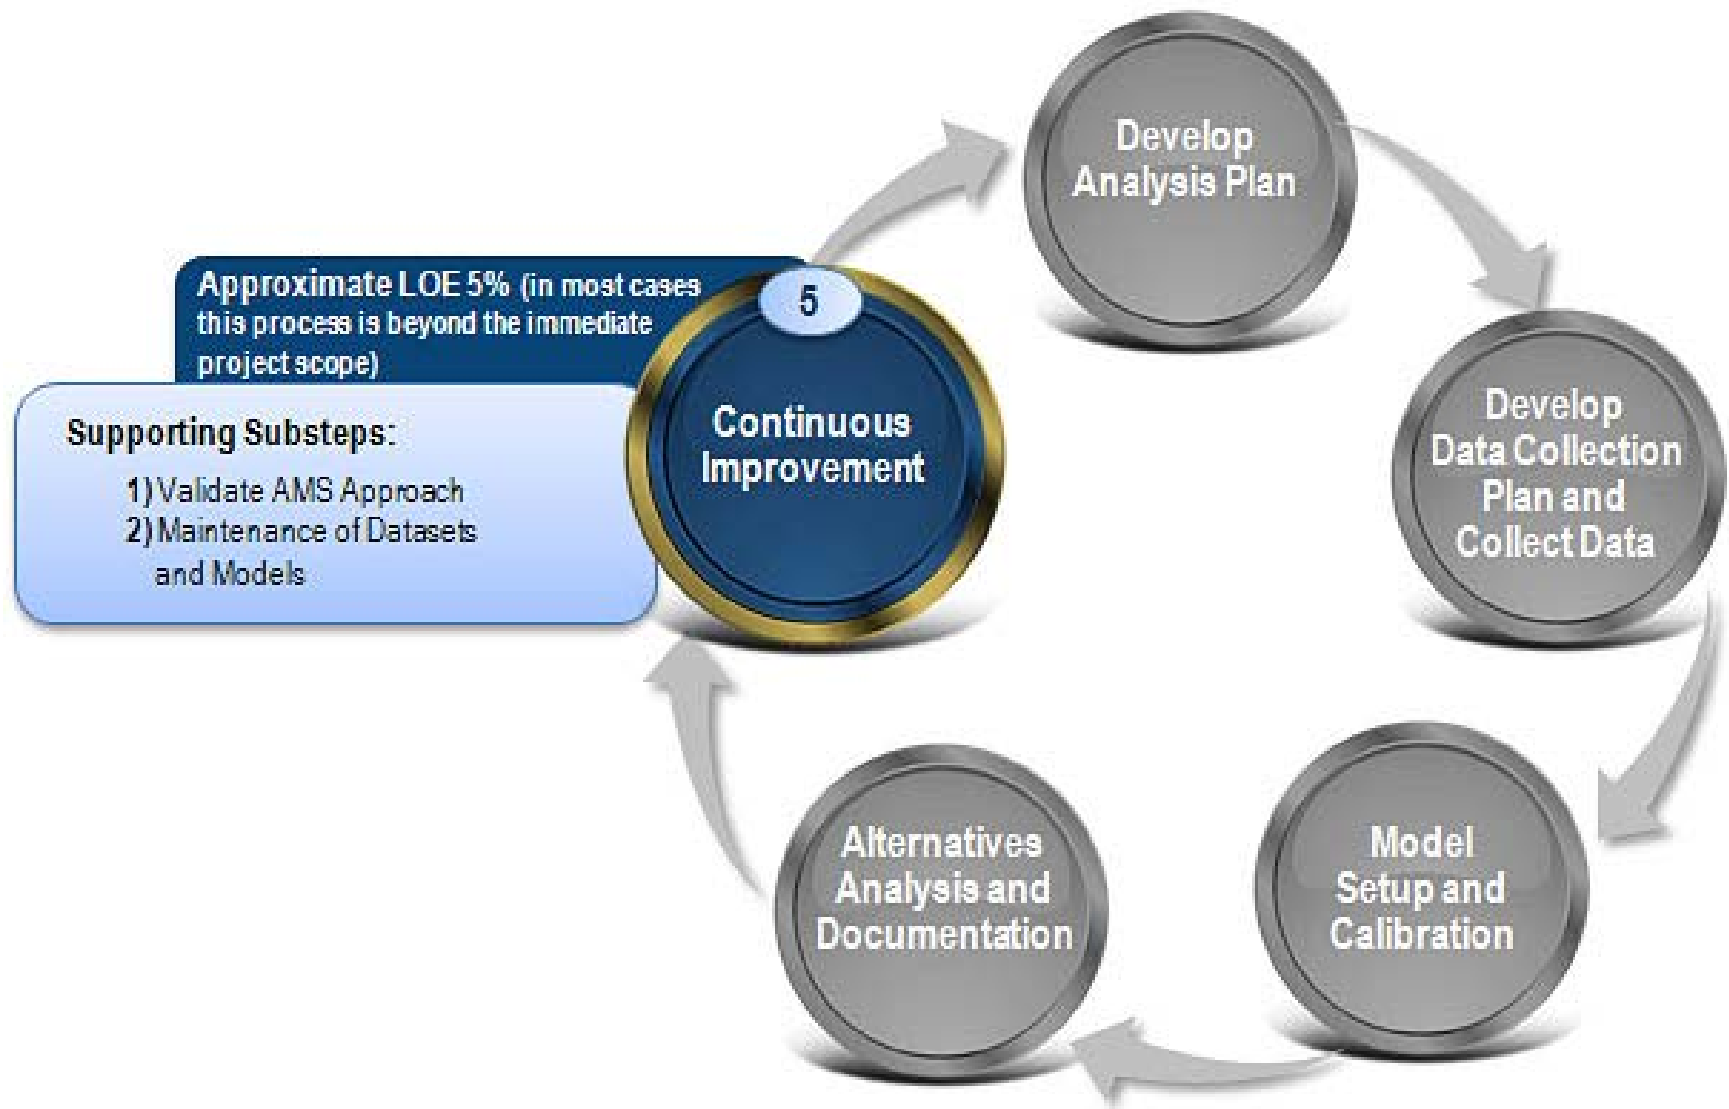 Develop
Analysis Plan
Approximate LOE 5% (in most cases
this process is beyond the immediate
project scope)
5
Continuous
Improvement
Supporting Substeps:
1) Validate AMS Approach
2) Maintenance of Datasets
and Models
Develop
Data Collection
Plan and
Collect Data
Model
Setup and
Calibration
Alternatives
Analysis and
Documentation